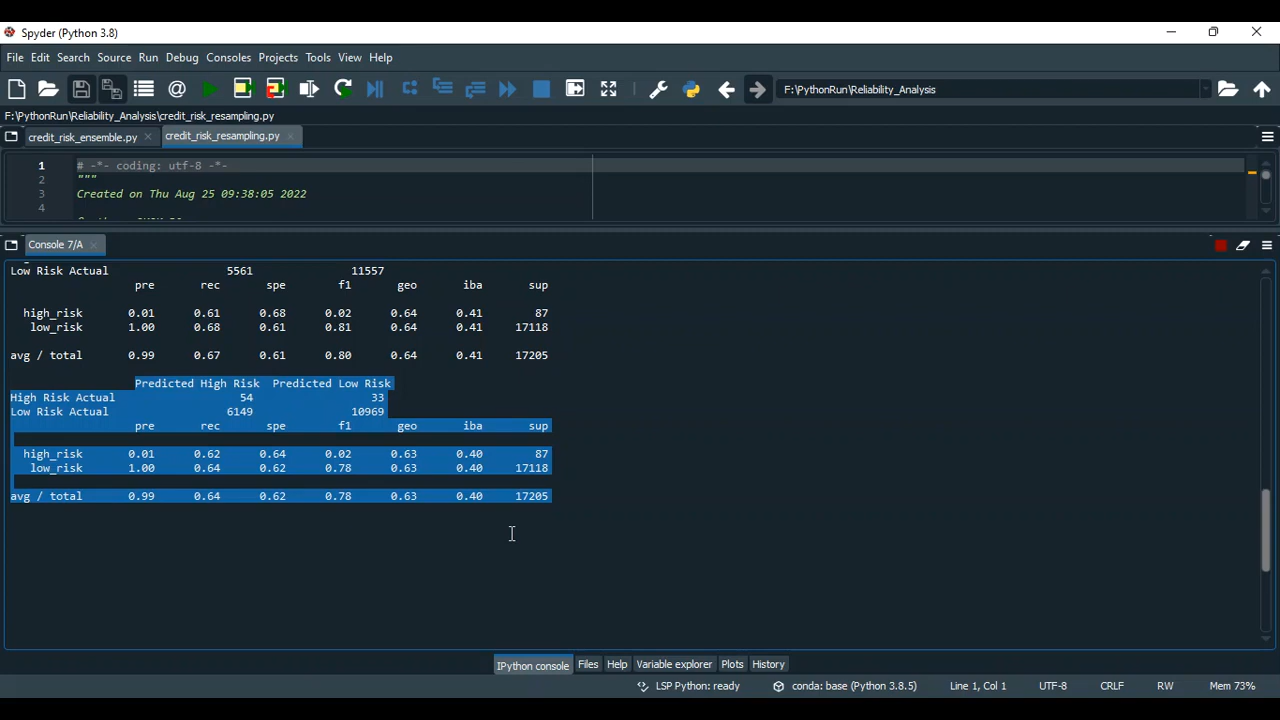 Spyder (Python 3.8)
File Edit Search Source Run Debug Consoles Projects Tools View Help
F:\PythonRun\Reliability_Analysis
F:\PythonRun\Reliability_Analysis\credit_risk_resampling.py
credit_risk_ensemble.py credit_risk_resampling.py
1 # -*- coding: utf-8 -*-
2 """
3 Created on Thu Aug 25 09:38:05 2022
4
Console 7/A
Low Risk Actual 5561 11557
pre rec spe f1 geo iba sup
high_risk 0.01 0.61 0.68 0.02 0.64 0.41 87
low_risk 1.00 0.68 0.61 0.81 0.64 0.41 17118
avg / total 0.99 0.67 0.61 0.80 0.64 0.41 17205
Predicted High Risk Predicted Low Risk
High Risk Actual 54 33
Low Risk Actual 6149 10969
pre rec spe f1 geo iba sup
high_risk 0.01 0.62 0.64 0.02 0.63 0.40 87
low_risk 1.00 0.64 0.62 0.78 0.63 0.40 17118
avg / total 0.99 0.64 0.62 0.78 0.63 0.40 17205
IPython console Files Help Variable explorer Plots History
LSP Python: ready conda: base (Python 3.8.5) Line 1, Col 1 UTF-8 CRLF RW Mem 73%